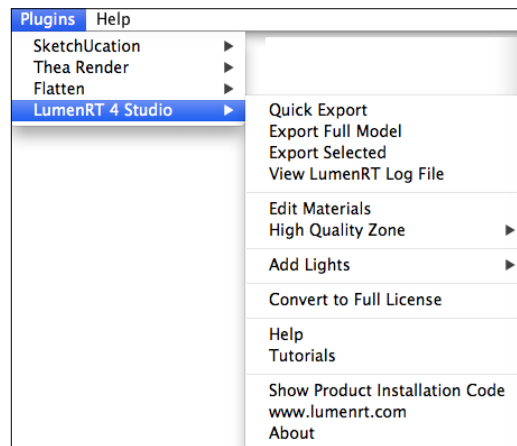 Plugins Help
SketchUcation
Thea Render
Flatten
LumenRT 4 Studio
Quick Export
Export Full Model
Export Selected
View LumenRT Log File
Edit Materials
High Quality Zone
Add Lights
Convert to Full License
Help
Tutorials
Show Product Installation Code
www.lumenrt.com
About